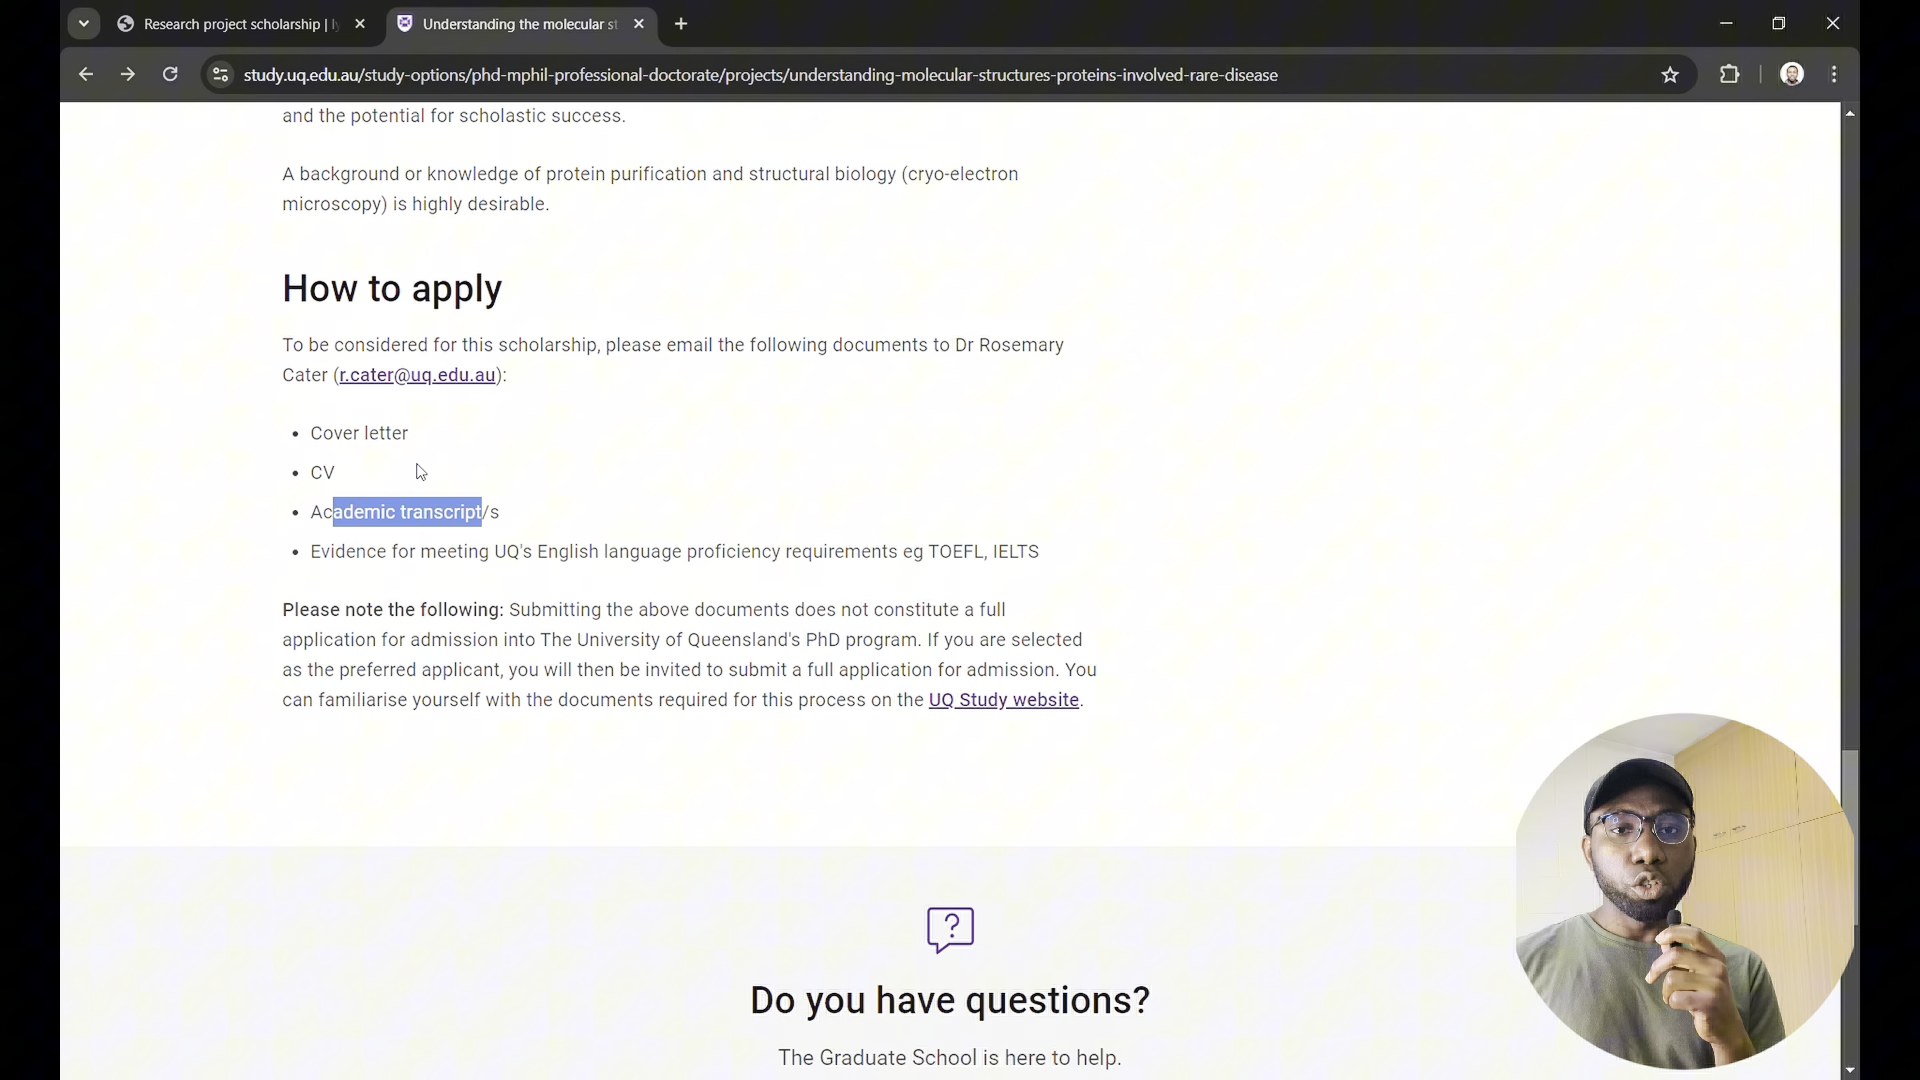 Research project scholarship | ly
Understanding the molecular st
study.uq.edu.au/study-options/phd-mphil-professional-doctorate/projects/understanding-molecular-structures-proteins-involved-rare-disease
and the potential for scholastic success.
A background or knowledge of protein purification and structural biology (cryo-electron
microscopy) is highly desirable.
How to apply
To be considered for this scholarship, please email the following documents to Dr Rosemary
Cater (r.cater@uq.edu.au):
• Cover letter
• CV
• Academic transcript/s
• Evidence for meeting UQ's English language proficiency requirements eg TOEFL, IELTS
Please note the following: Submitting the above documents does not constitute a full
application for admission into The University of Queensland's PhD program. If you are selected
as the preferred applicant, you will then be invited to submit a full application for admission. You
can familiarise yourself with the documents required for this process on the UQ Study website.
?
Do you have questions?
The Graduate School is here to help.